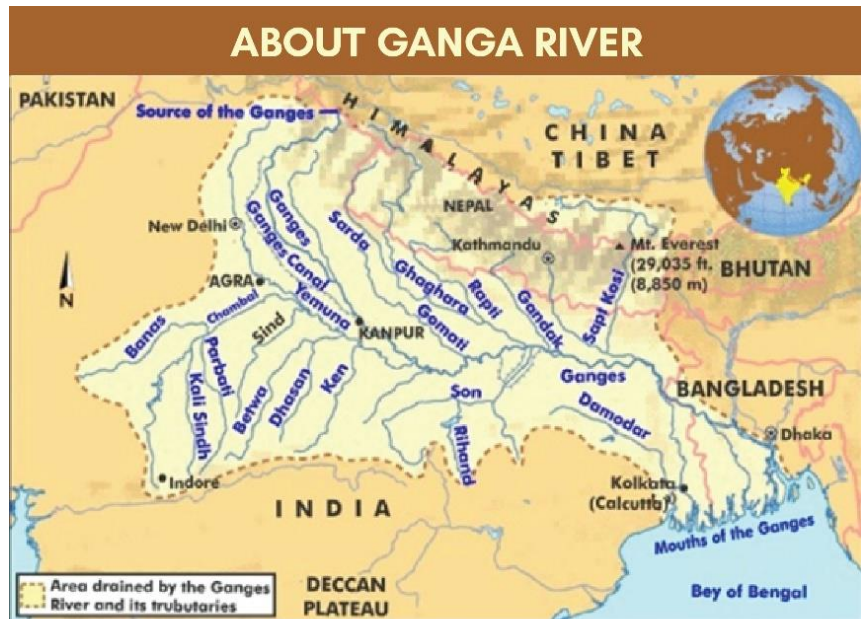 ABOUT GANGA RIVER
PAKISTAN
Source of the Ganges
HIMALAYAS
CHINA
TIBET
NEPAL
New Delhi
Ganges
Ganges Canal
Sarda
Kathmandu
Mt. Everest
(29,035 ft.
(8,850 m)
BHUTAN
N
AGRA
Yemuna
Ghaghara
Rapti
Gandak
Sapt Kosi
Banas
Chambal
Sind
KANPUR
Gomati
Parbati
Kali Sindh
Betwa
Dhasan
Ken
Son
Ganges
BANGLADESH
Rihand
Damodar
Dhaka
Indore
INDIA
Kolkata
(Calcutta)
Mouths of the Ganges
Area drained by the Ganges
River and its trubutaries
DECCAN
PLATEAU
Bey of Bengal